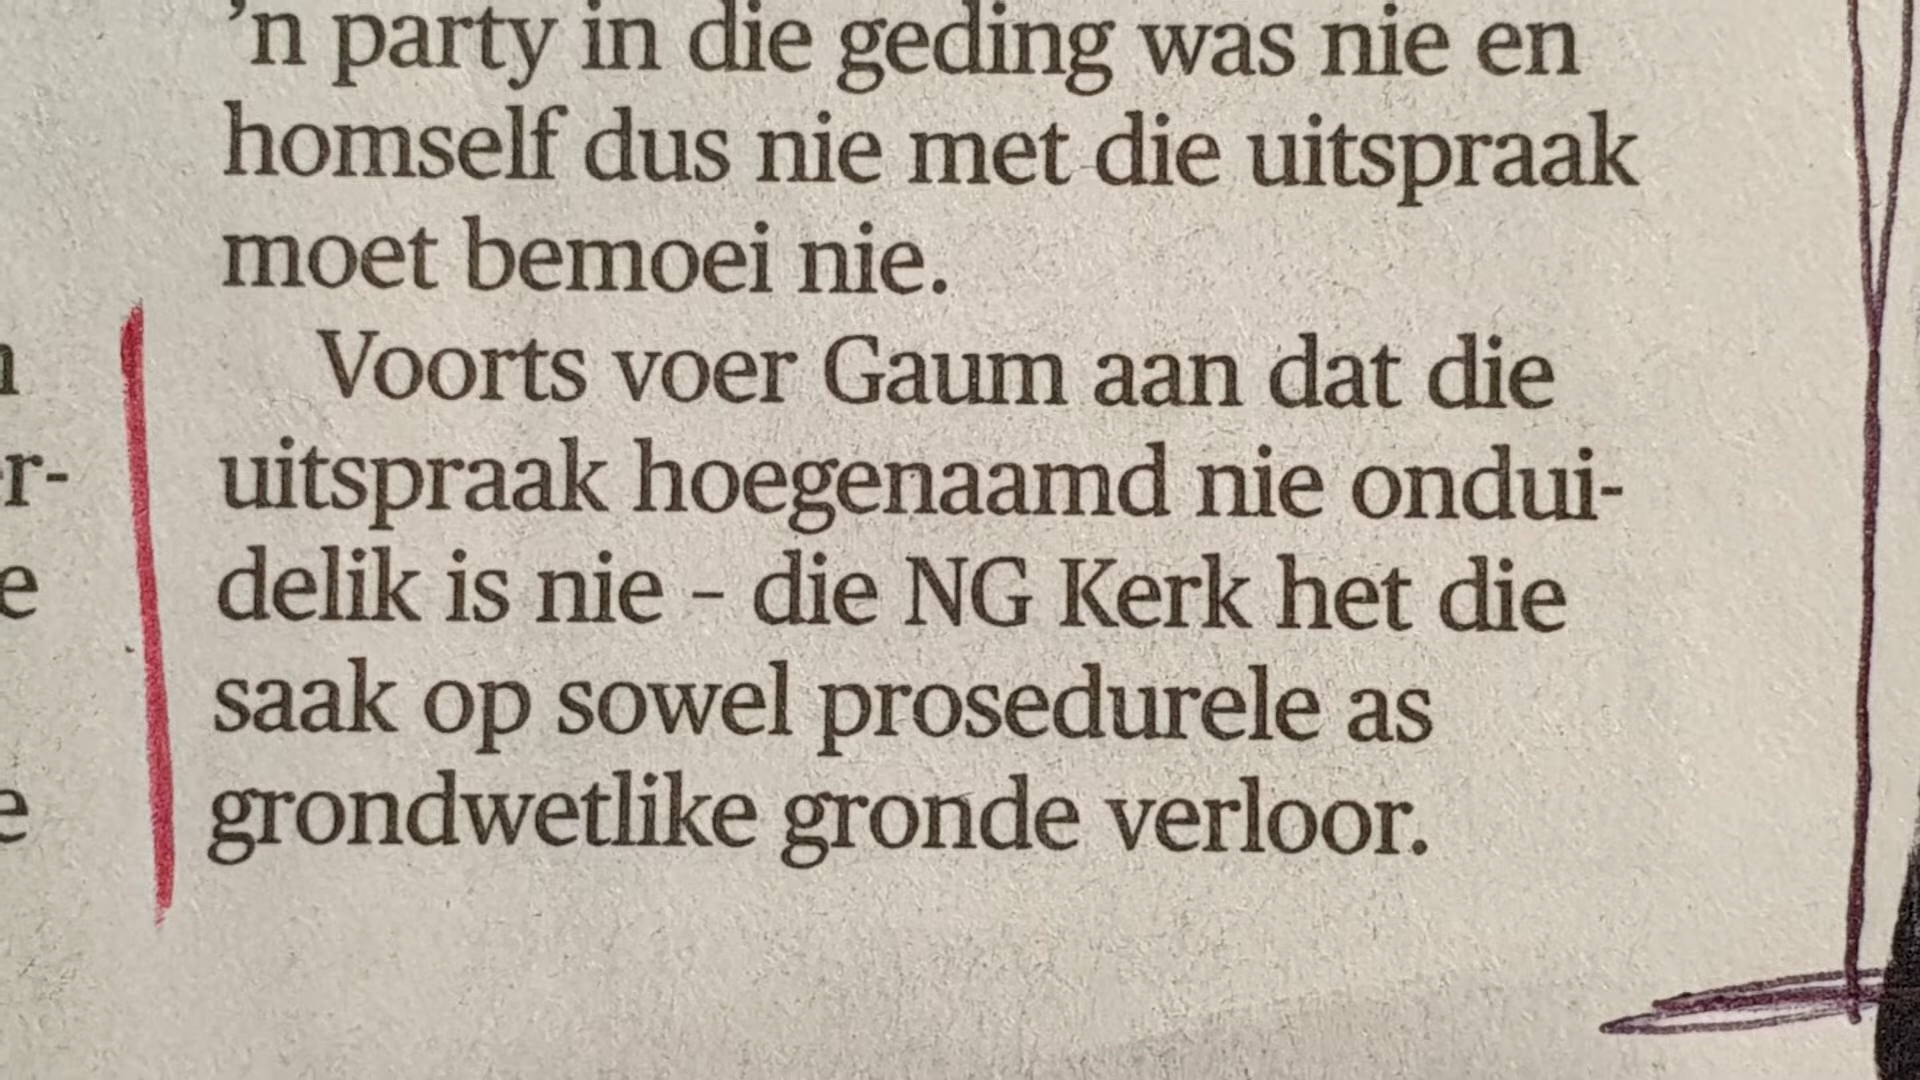 'n party in die geding was nie en
homself dus nie met die uitspraak
moet bemoei nie.
Voorts voer Gaum aan dat die
uitspraak hoegenaamd nie ondui-
delik is nie – die NG Kerk het die
saak op sowel prosedurele as
grondwetlike gronde verloor.